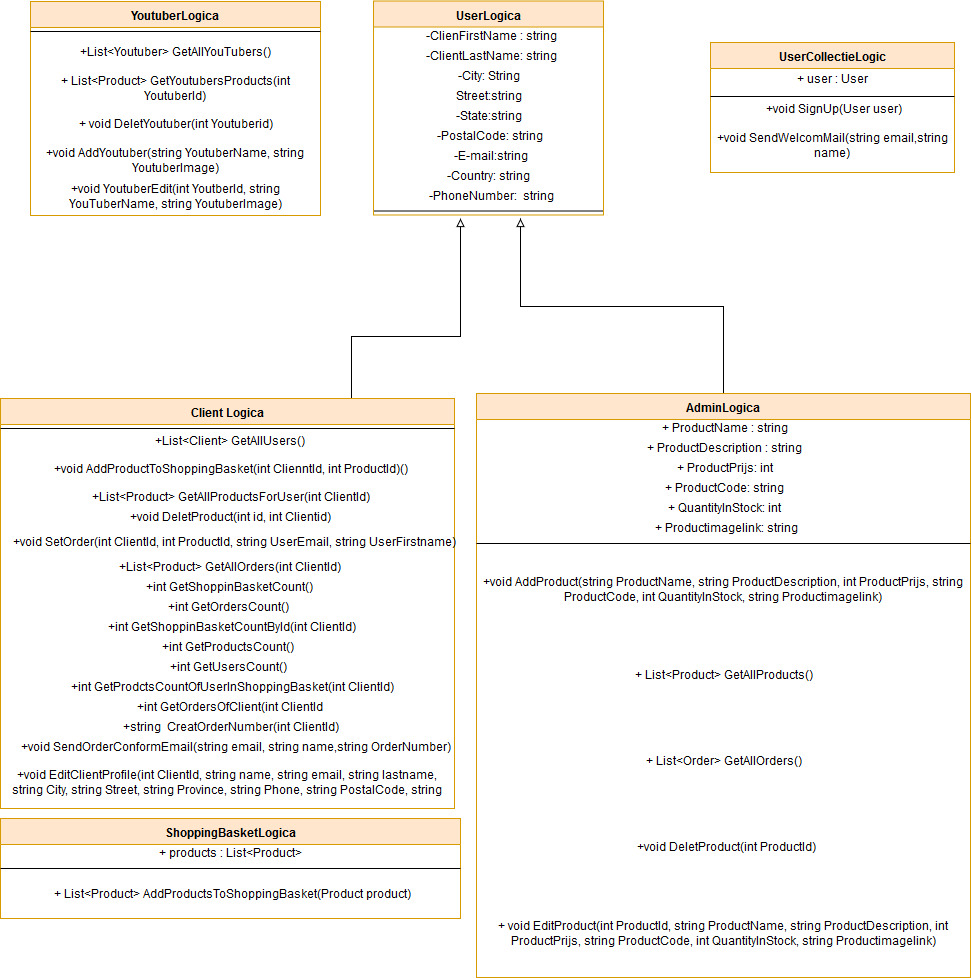 YoutuberLogica
+List<Youtuber> GetAllYouTubers()
+ List<Product> GetYoutubersProducts(int
YoutuberId)
+ void DeletYoutuber(int Youtuberid)
+void AddYoutuber(string YoutuberName, string
YoutuberImage)
+void YoutuberEdit(int YoutberId, string
YouTuberName, string YoutuberImage)
UserLogica
-ClienFirstName : string
-ClientLastName: string
-City: String
Street:string
-State:string
-PostalCode: string
-E-mail:string
-Country: string
-PhoneNumber: string
UserCollectieLogic
+ user : User
+void SignUp(User user)
+void SendWelcomMail(string email,string
name)
Client Logica
+List<Client> GetAllUsers()
+void AddProductToShoppingBasket(int ClienntId, int ProductId)()
+List<Product> GetAllProductsForUser(int ClientId)
+void DeletProduct(int id, int Clientid)
+void SetOrder(int ClientId, int ProductId, string UserEmail, string UserFirstname)
+List<Product> GetAllOrders(int ClientId)
+int GetShoppinBasketCount()
+int GetOrdersCount()
+int GetShoppinBasketCountById(int ClientId)
+int GetProductsCount()
+int GetUsersCount()
+int GetProdctsCountOfUserInShoppingBasket(int ClientId)
+int GetOrdersOfClient(int ClientId
+string CreatOrderNumber(int ClientId)
+void SendOrderConformEmail(string email, string name,string OrderNumber)
+void EditClientProfile(int ClientId, string name, string email, string lastname,
string City, string Street, string Province, string Phone, string PostalCode, string
AdminLogica
+ ProductName : string
+ ProductDescription : string
+ ProductPrijs: int
+ ProductCode: string
+ QuantityInStock: int
+ Productimagelink: string
+void AddProduct(string ProductName, string ProductDescription, int ProductPrijs, string
ProductCode, int QuantityInStock, string Productimagelink)
+ List<Product> GetAllProducts()
+ List<Order> GetAllOrders()
+void DeletProduct(int ProductId)
+ void EditProduct(int ProductId, string ProductName, string ProductDescription, int
ProductPrijs, string ProductCode, int QuantityInStock, string Productimagelink)
ShoppingBasketLogica
+ products : List<Product>
+ List<Product> AddProductsToShoppingBasket(Product product)